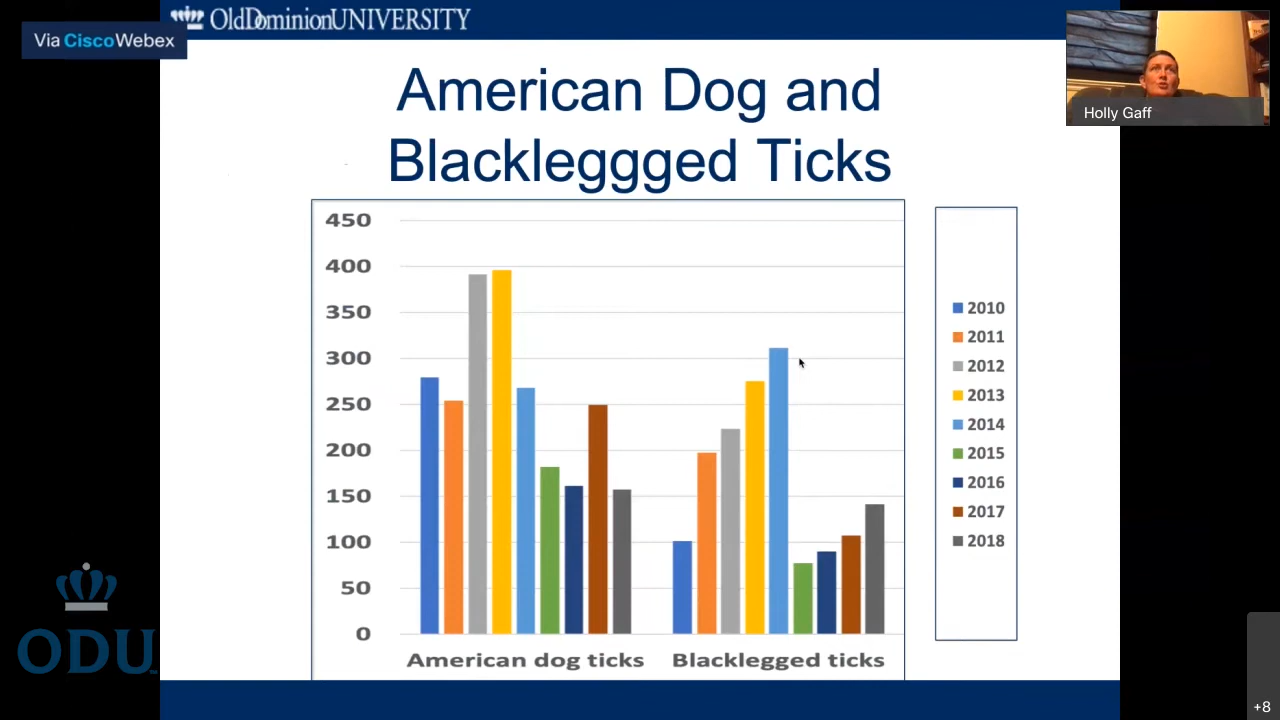 OldDominionUNIVERSITY
Via CiscoWebex
Holly Gaff
American Dog and
Blackleggged Ticks
450
400
350
300
250
200
150
100
50
0
American dog ticks
Blacklegged ticks
2010
2011
2012
2013
2014
2015
2016
2017
2018
ODU
+8